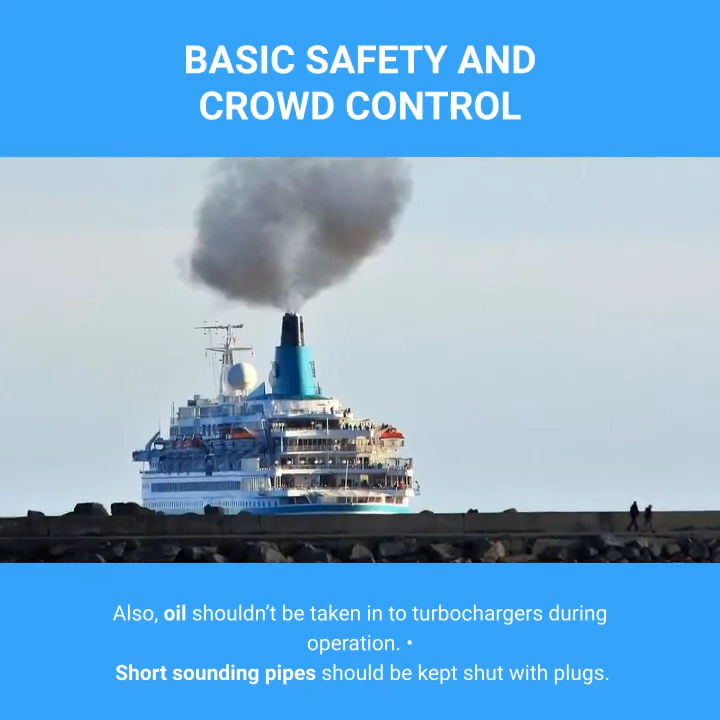 BASIC SAFETY AND
CROWD CONTROL
Also, oil shouldn't be taken in to turbochargers during
operation. •
Short sounding pipes should be kept shut with plugs.